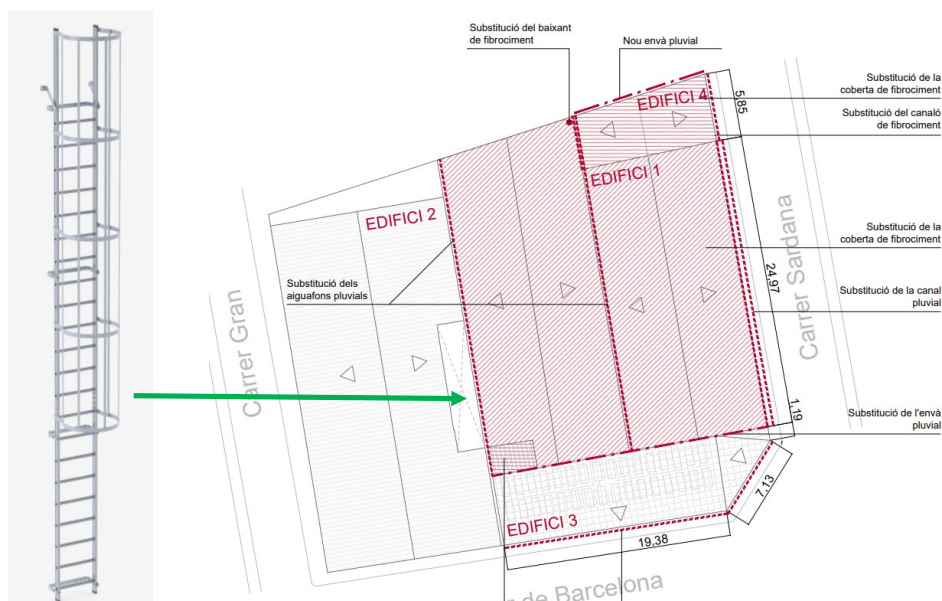 Substitució del baixant
de fibrociment
Nou envà pluvial
Substitució de la
coberta de fibrociment
Substitució del canaló
de fibrociment
EDIFICI 4
5,85
EDIFICI 1
EDIFICI 2
Substitució de la
coberta de fibrociment
Substitució dels
aiguafons pluvials
24,97
Substitució de la canal
pluvial
Carrer Gran
Carrer Sardana
1,19
Substitució de l'envà
pluvial
7,13
EDIFICI 3
19,38
de Barcelona